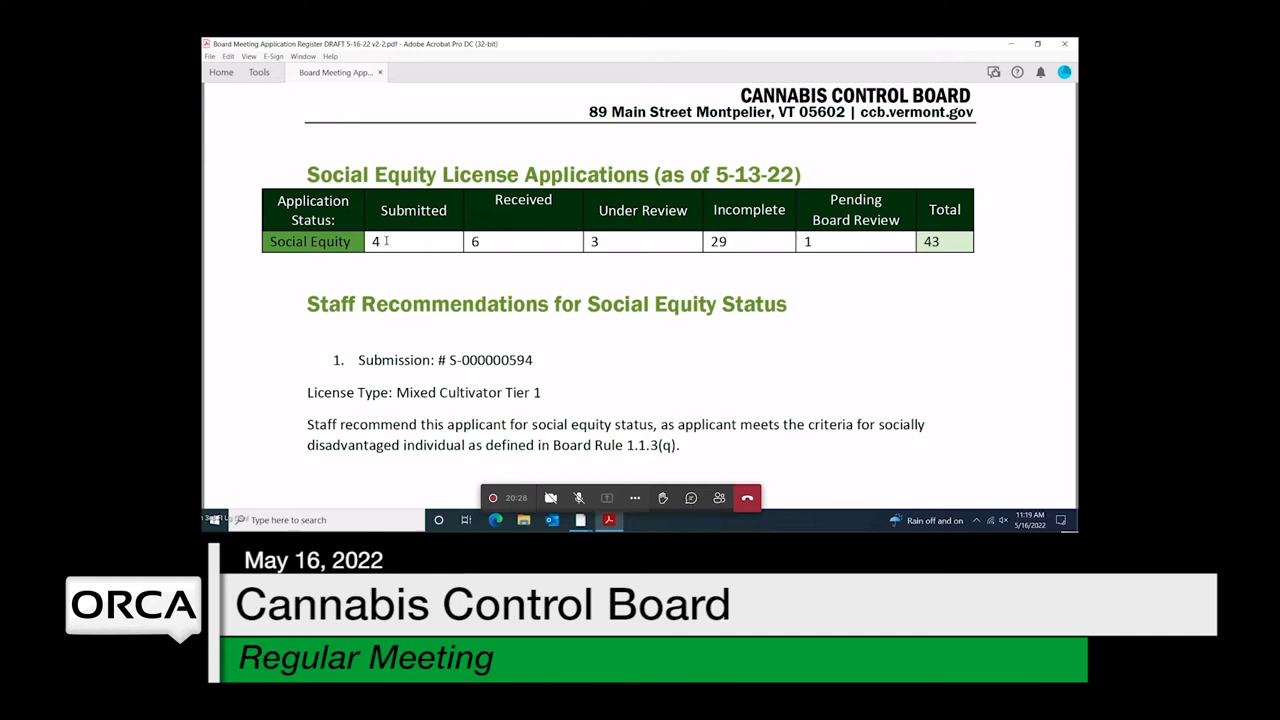 Board Meeting Application Register DRAFT 5-16-22 v2-2.pdf - Adobe Acrobat Pro DC (32-bit)
File Edit View E-Sign Window Help
Home Tools Board Meeting App... ×
CANNABIS CONTROL BOARD
89 Main Street Montpelier, VT 05602 | ccb.vermont.gov
Social Equity License Applications (as of 5-13-22)
Application Status: Submitted Received Under Review Incomplete Pending Board Review Total
Social Equity 4 6 3 29 1 43
Staff Recommendations for Social Equity Status
1. Submission: # S-000000594
License Type: Mixed Cultivator Tier 1
Staff recommend this applicant for social equity status, as applicant meets the criteria for socially
disadvantaged individual as defined in Board Rule 1.1.3(q).
20:28
Type here to search
Rain off and on
11:19 AM
5/16/2022
May 16, 2022
ORCA
Cannabis Control Board
Regular Meeting